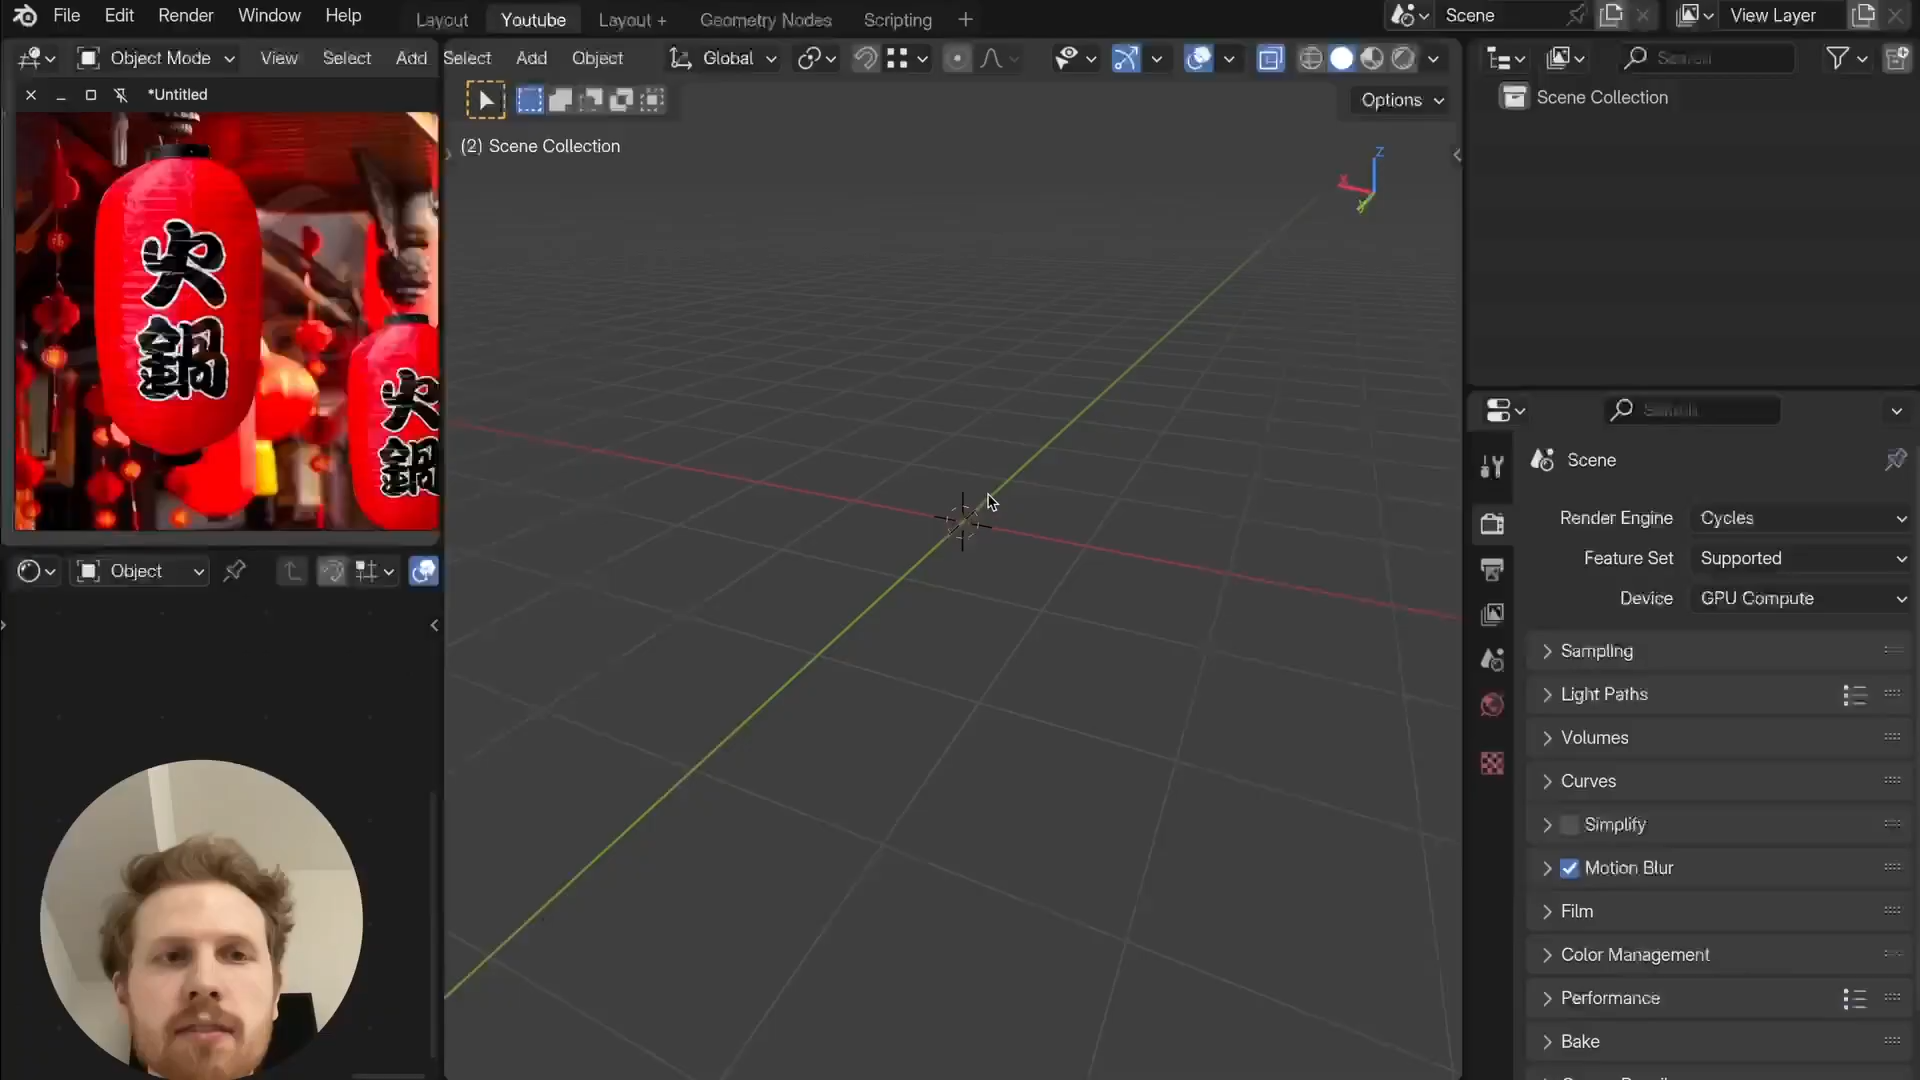 File Edit Render Window Help
Layout Youtube Layout + Geometry Nodes Scripting +
Scene
View Layer
Object Mode View Select Add
Select Add Object
Global
Options
*Untitled
(2) Scene Collection
Z
X
Y
火
鍋
火
鍋
Object
Search
Scene Collection
Search
Scene
Render Engine Cycles
Feature Set Supported
Device GPU Compute
Sampling
Light Paths
Volumes
Curves
Simplify
Motion Blur
Film
Color Management
Performance
Bake